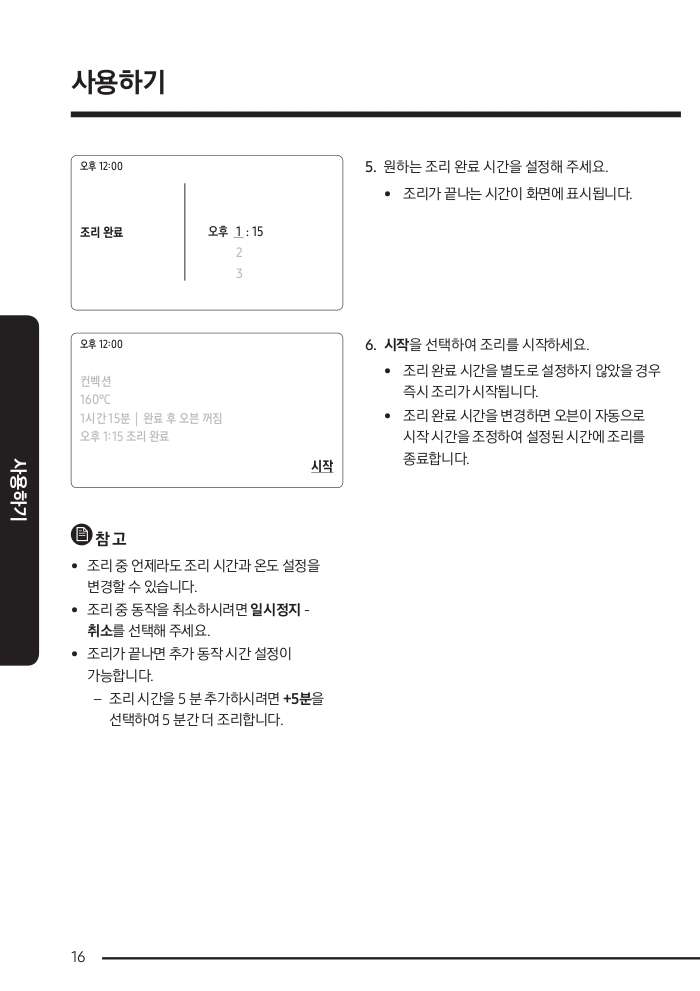 사용하기
오후 12:00
조리 완료
오후 1 : 15
2
3
5. 원하는 조리 완료 시간을 설정해 주세요.
• 조리가 끝나는 시간이 화면에 표시됩니다.
오후 12:00
컨벡션
160℃
1시간 15분 | 완료 후 오븐 꺼짐
오후 1:15 조리 완료
시작
6. 시작을 선택하여 조리를 시작하세요.
• 조리 완료 시간을 별도로 설정하지 않았을 경우
즉시 조리가 시작됩니다.
• 조리 완료 시간을 변경하면 오븐이 자동으로
시작 시간을 조정하여 설정된 시간에 조리를
종료합니다.
사용하기
참고
• 조리 중 언제라도 조리 시간과 온도 설정을
변경할 수 있습니다.
• 조리 중 동작을 취소하시려면 일시정지 -
취소를 선택해 주세요.
• 조리가 끝나면 추가 동작 시간 설정이
가능합니다.
– 조리 시간을 5 분 추가하시려면 +5분을
선택하여 5 분간 더 조리합니다.
16